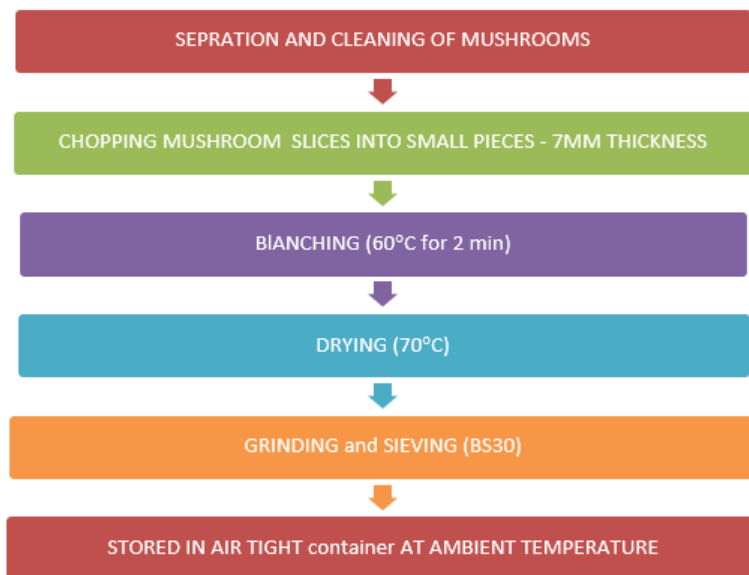 SEPRATION AND CLEANING OF MUSHROOMS
CHOPPING MUSHROOM SLICES INTO SMALL PIECES - 7MM THICKNESS
BlANCHING (60°C for 2 min)
DRYING (70°C)
GRINDING and SIEVING (BS30)
STORED IN AIR TIGHT container AT AMBIENT TEMPERATURE